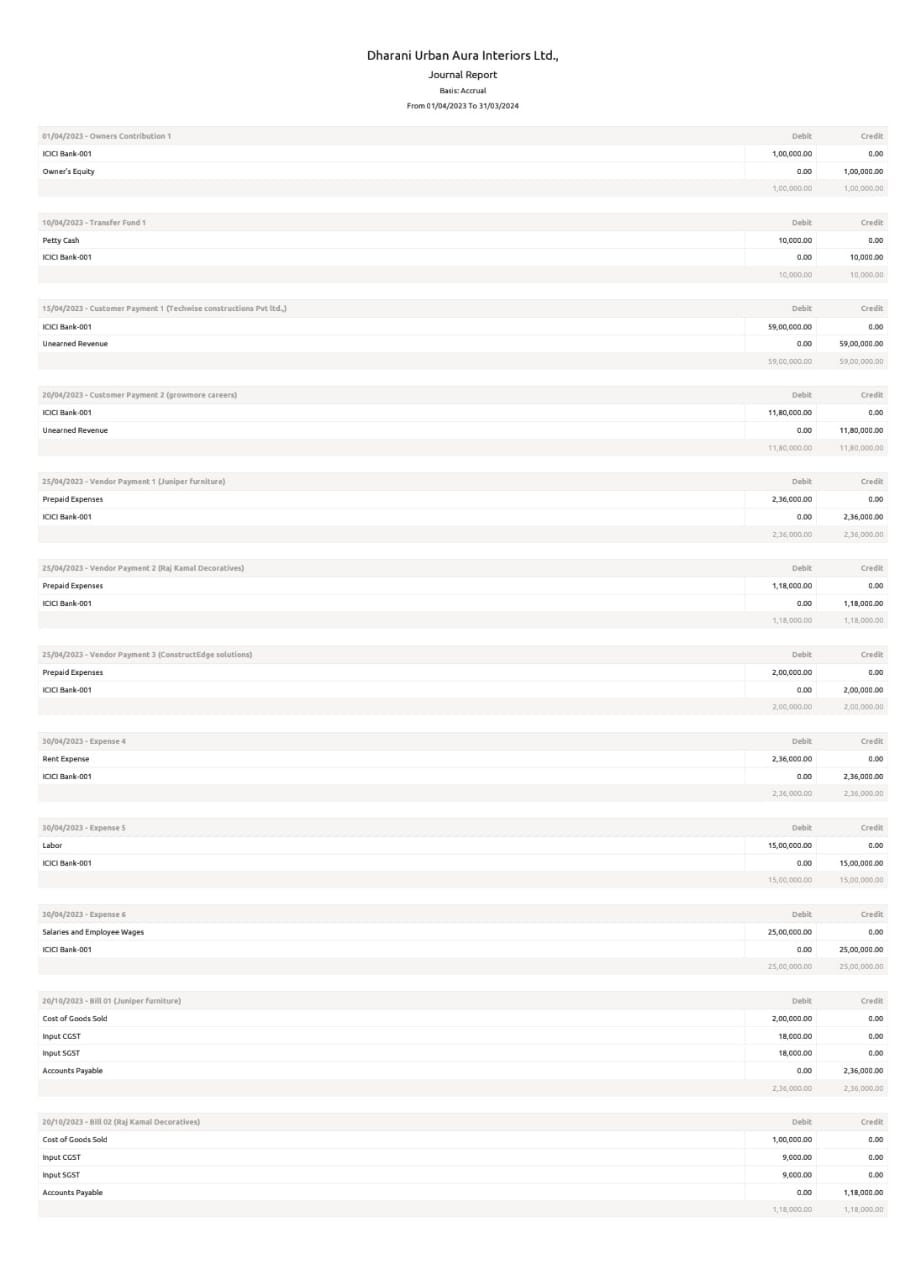 Dharani Urban Aura Interiors Ltd.,
Journal Report
Basis: Accrual
From 01/04/2023 To 31/03/2024
01/04/2023 - Owners Contribution 1 Debit Credit
ICICI Bank-001 1,00,000.00 0.00
Owner's Equity 0.00 1,00,000.00
1,00,000.00 1,00,000.00
10/04/2023 - Transfer Fund 1 Debit Credit
Petty Cash 10,000.00 0.00
ICICI Bank-001 0.00 10,000.00
10,000.00 10,000.00
15/04/2023 - Customer Payment 1 (Techwise constructions Pvt ltd.,) Debit Credit
ICICI Bank-001 59,00,000.00 0.00
Unearned Revenue 0.00 59,00,000.00
59,00,000.00 59,00,000.00
20/04/2023 - Customer Payment 2 (growmore careers) Debit Credit
ICICI Bank-001 11,80,000.00 0.00
Unearned Revenue 0.00 11,80,000.00
11,80,000.00 11,80,000.00
25/04/2023 - Vendor Payment 1 (Juniper furniture) Debit Credit
Prepaid Expenses 2,36,000.00 0.00
ICICI Bank-001 0.00 2,36,000.00
2,36,000.00 2,36,000.00
25/04/2023 - Vendor Payment 2 (Raj Kamal Decoratives) Debit Credit
Prepaid Expenses 1,18,000.00 0.00
ICICI Bank-001 0.00 1,18,000.00
1,18,000.00 1,18,000.00
25/04/2023 - Vendor Payment 3 (ConstructEdge solutions) Debit Credit
Prepaid Expenses 2,00,000.00 0.00
ICICI Bank-001 0.00 2,00,000.00
2,00,000.00 2,00,000.00
30/04/2023 - Expense 4 Debit Credit
Rent Expense 2,36,000.00 0.00
ICICI Bank-001 0.00 2,36,000.00
2,36,000.00 2,36,000.00
30/04/2023 - Expense 5 Debit Credit
Labor 15,00,000.00 0.00
ICICI Bank-001 0.00 15,00,000.00
15,00,000.00 15,00,000.00
30/04/2023 - Expense 6 Debit Credit
Salaries and Employee Wages 25,00,000.00 0.00
ICICI Bank-001 0.00 25,00,000.00
25,00,000.00 25,00,000.00
20/10/2023 - Bill 01 (Juniper furniture) Debit Credit
Cost of Goods Sold 2,00,000.00 0.00
Input CGST 18,000.00 0.00
Input SGST 18,000.00 0.00
Accounts Payable 0.00 2,36,000.00
2,36,000.00 2,36,000.00
20/10/2023 - Bill 02 (Raj Kamal Decoratives) Debit Credit
Cost of Goods Sold 1,00,000.00 0.00
Input CGST 9,000.00 0.00
Input SGST 9,000.00 0.00
Accounts Payable 0.00 1,18,000.00
1,18,000.00 1,18,000.00